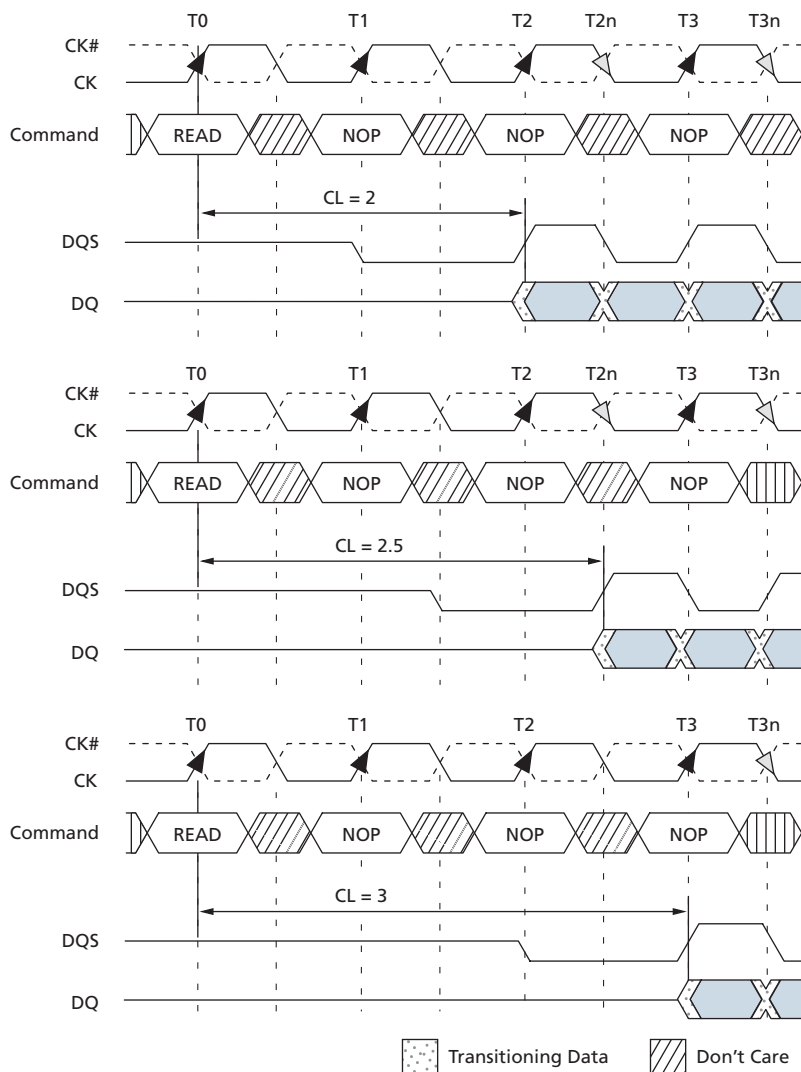 T0 T1 T2 T2n T3 T3n
CK#
CK
Command READ NOP NOP NOP
CL = 2
DQS
DQ
T0 T1 T2 T2n T3 T3n
CK#
CK
Command READ NOP NOP NOP
CL = 2.5
DQS
DQ
T0 T1 T2 T3 T3n
CK#
CK
Command READ NOP NOP NOP
CL = 3
DQS
DQ
Transitioning Data Don't Care